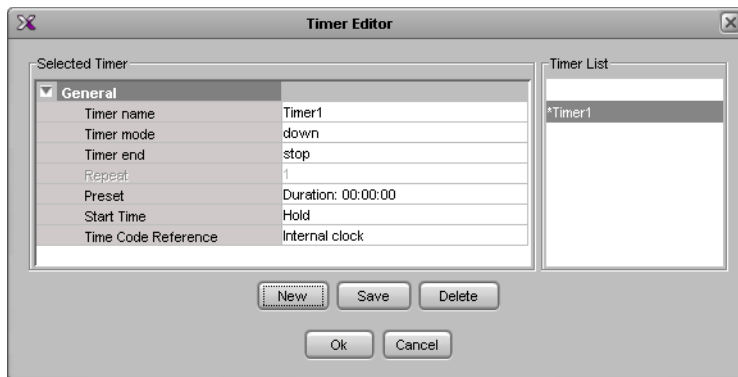 Timer Editor
Selected Timer
General
Timer name Timer1
Timer mode down
Timer end stop
Repeat 1
Preset Duration: 00:00:00
Start Time Hold
Time Code Reference Internal clock
Timer List
*Timer1
New Save Delete
Ok Cancel